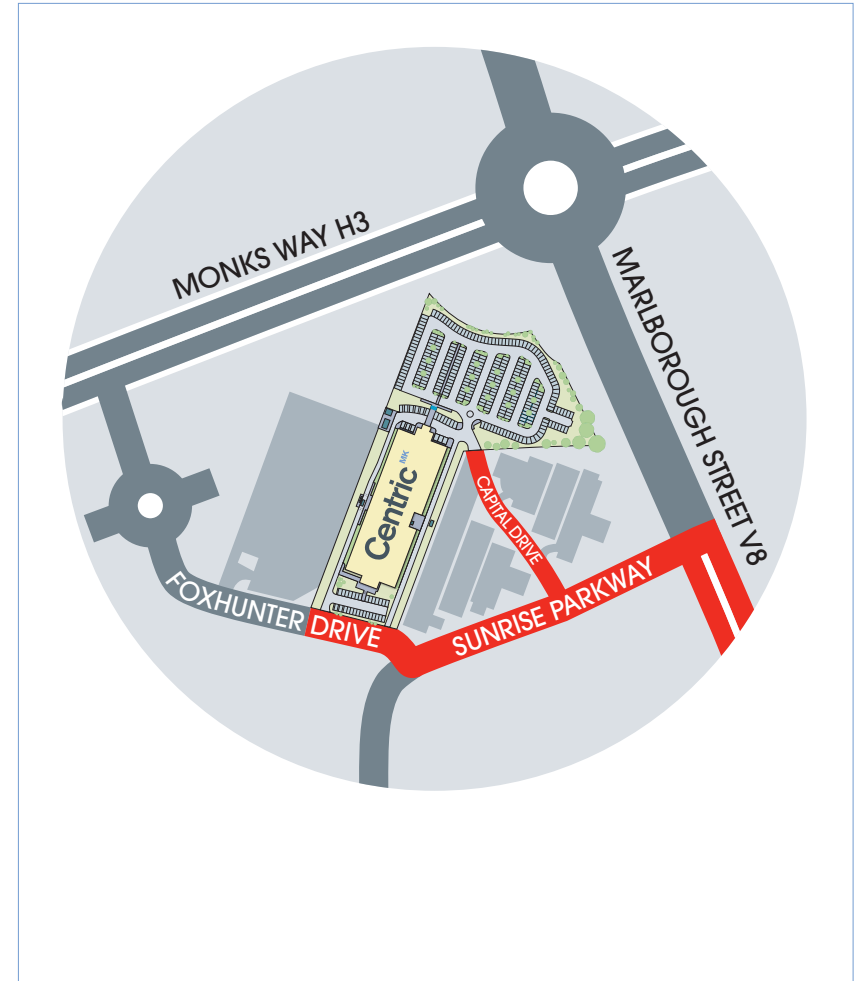 MONKS WAY H3
MARLBOROUGH STREET V8
Centric MK
CAPITAL DRIVE
FOXHUNTER DRIVE
SUNRISE PARKWAY